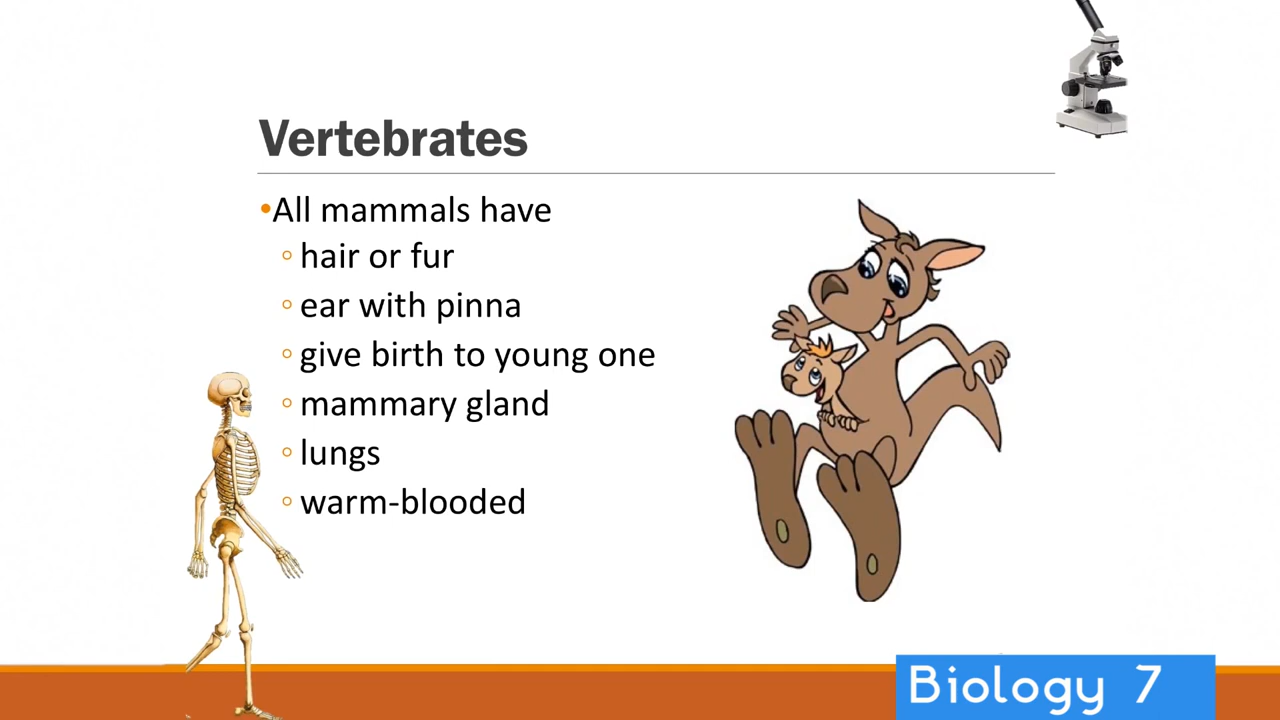 Vertebrates
•All mammals have
◦hair or fur
◦ear with pinna
◦give birth to young one
◦mammary gland
◦lungs
◦warm-blooded
Biology 7